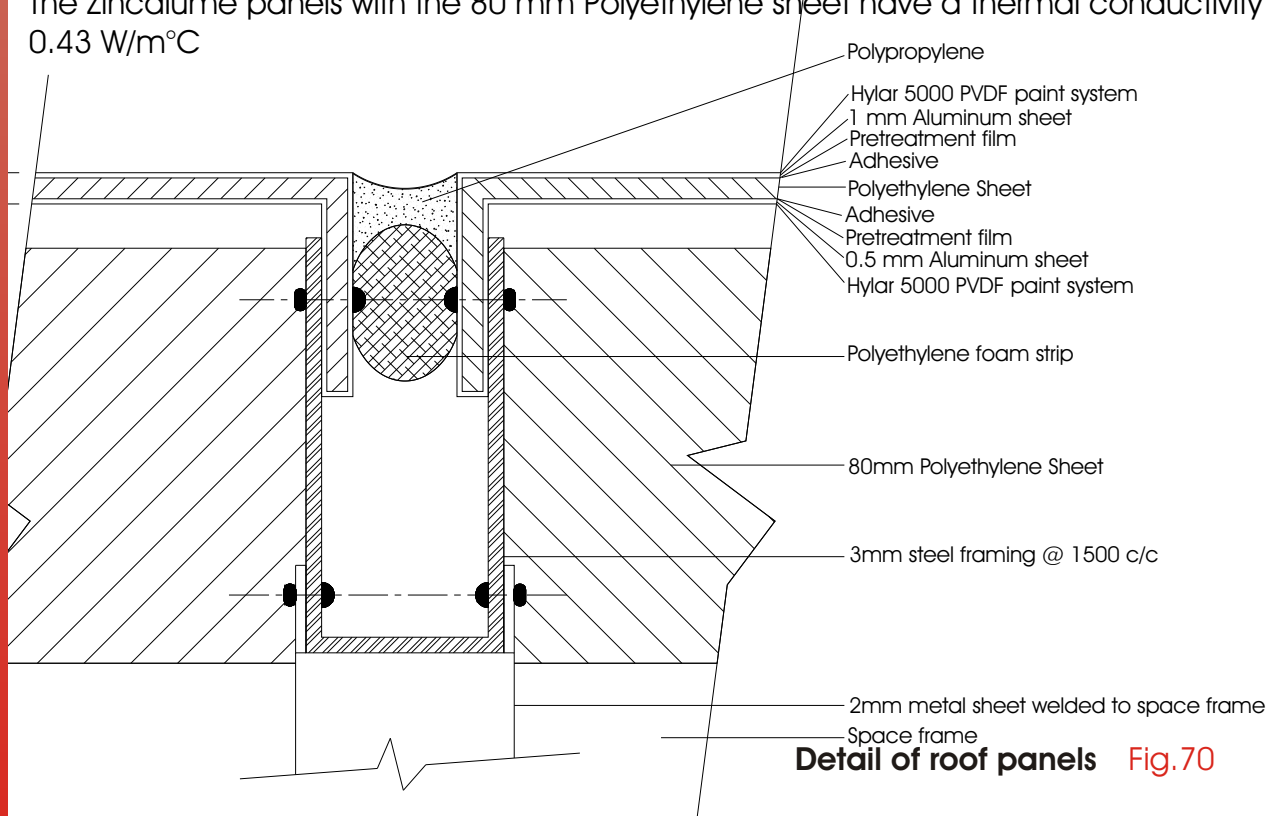 The Zincalume panels with the 80 mm Polyethylene sheet have a thermal conductivity
0.43 W/m°C
Polypropylene
Hylar 5000 PVDF paint system
1 mm Aluminum sheet
Pretreatment film
Adhesive
Polyethylene Sheet
Adhesive
Pretreatment film
0.5 mm Aluminum sheet
Hylar 5000 PVDF paint system
Polyethylene foam strip
80mm Polyethylene Sheet
3mm steel framing @ 1500 c/c
2mm metal sheet welded to space frame
Space frame
Detail of roof panels Fig.70